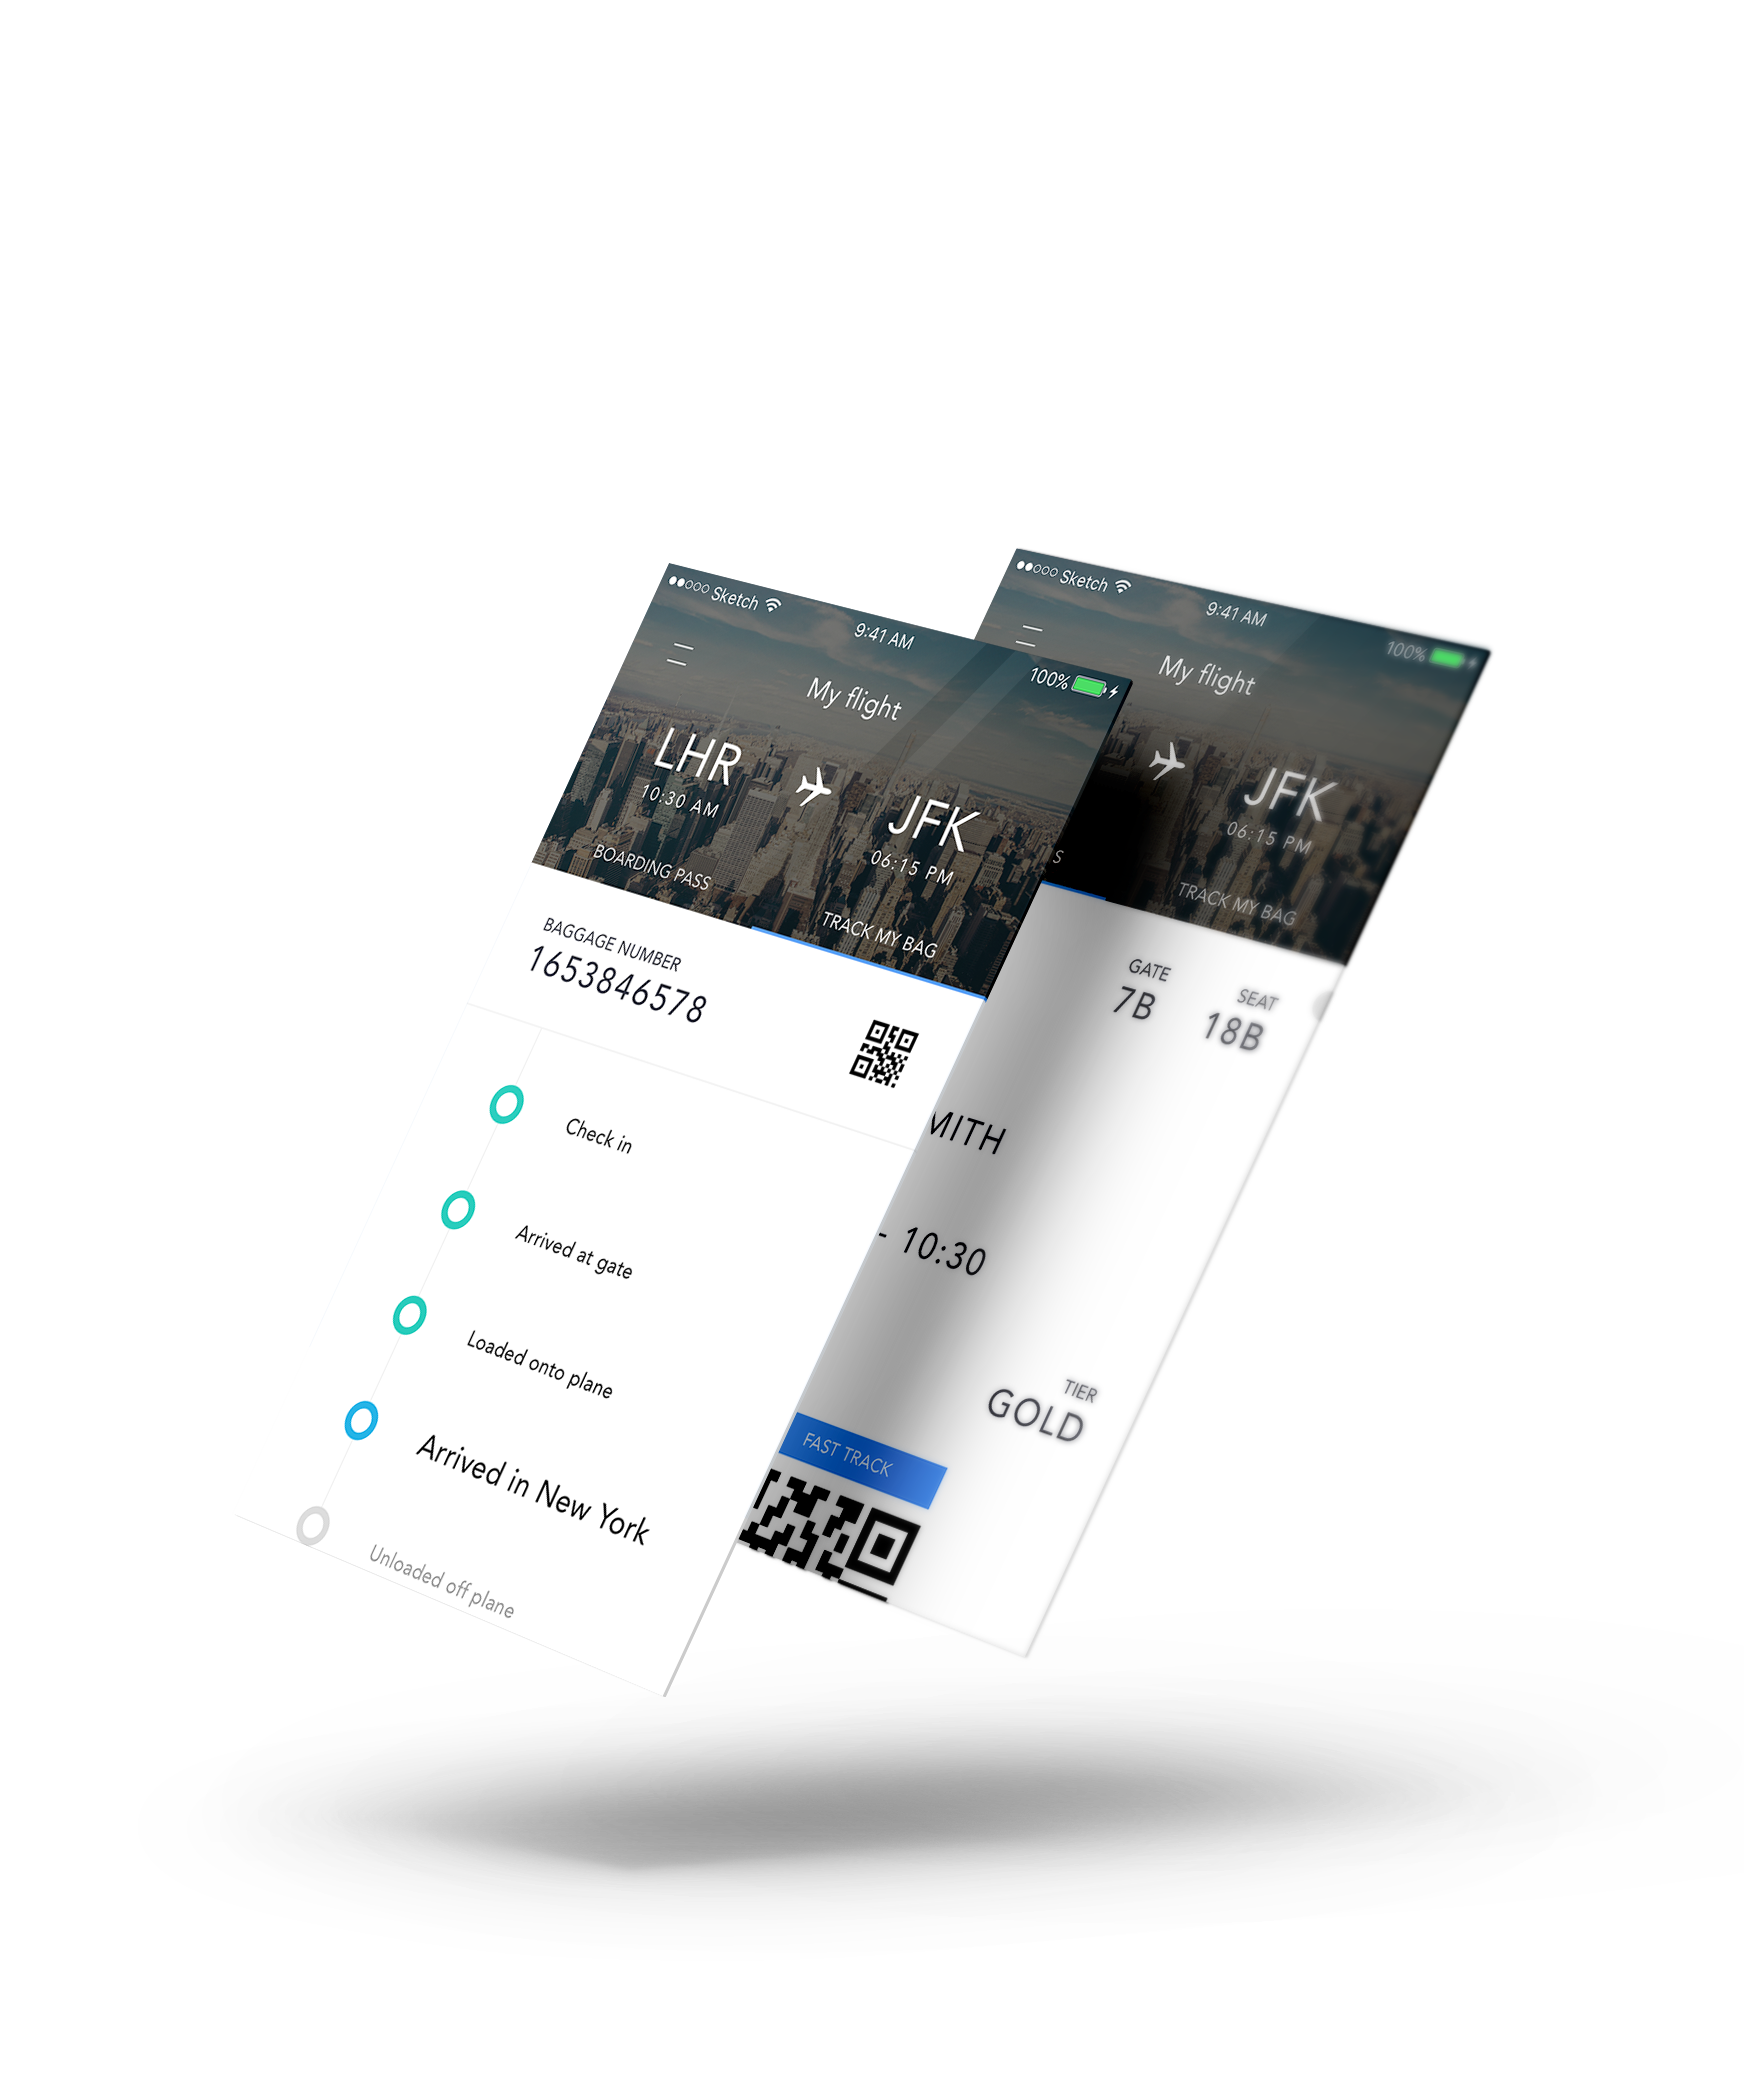 Sketch
9:41 AM
100%
My flight
LHR
JFK
10:30 AM
06:15 PM
BOARDING PASS
TRACK MY BAG
BAGGAGE NUMBER
1653846578
Check in
Arrived at gate
Loaded onto plane
Arrived in New York
Unloaded off plane
Sketch
9:41 AM
100%
My flight
JFK
06:15 PM
S
TRACK MY BAG
GATE
SEAT
7B
18B
MITH
- 10:30
TIER
GOLD
FAST TRACK